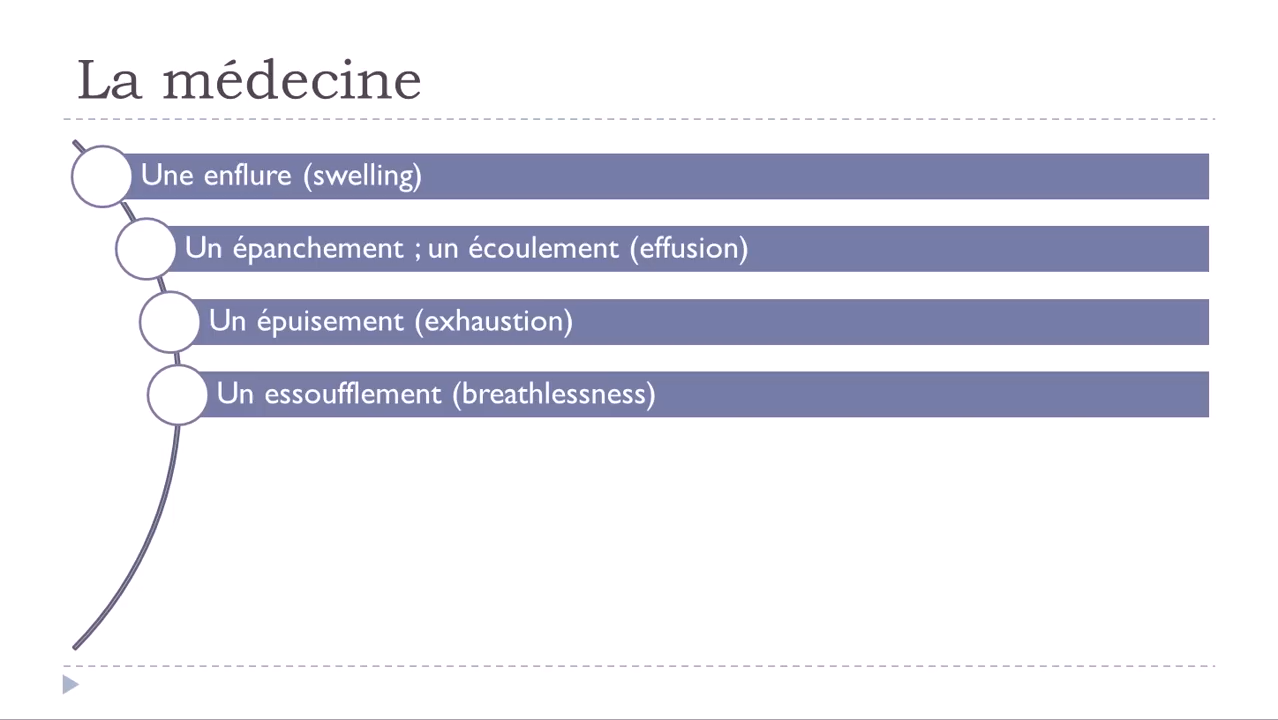 La médecine
Une enflure (swelling)
Un épanchement ; un écoulement (effusion)
Un épuisement (exhaustion)
Un essoufflement (breathlessness)